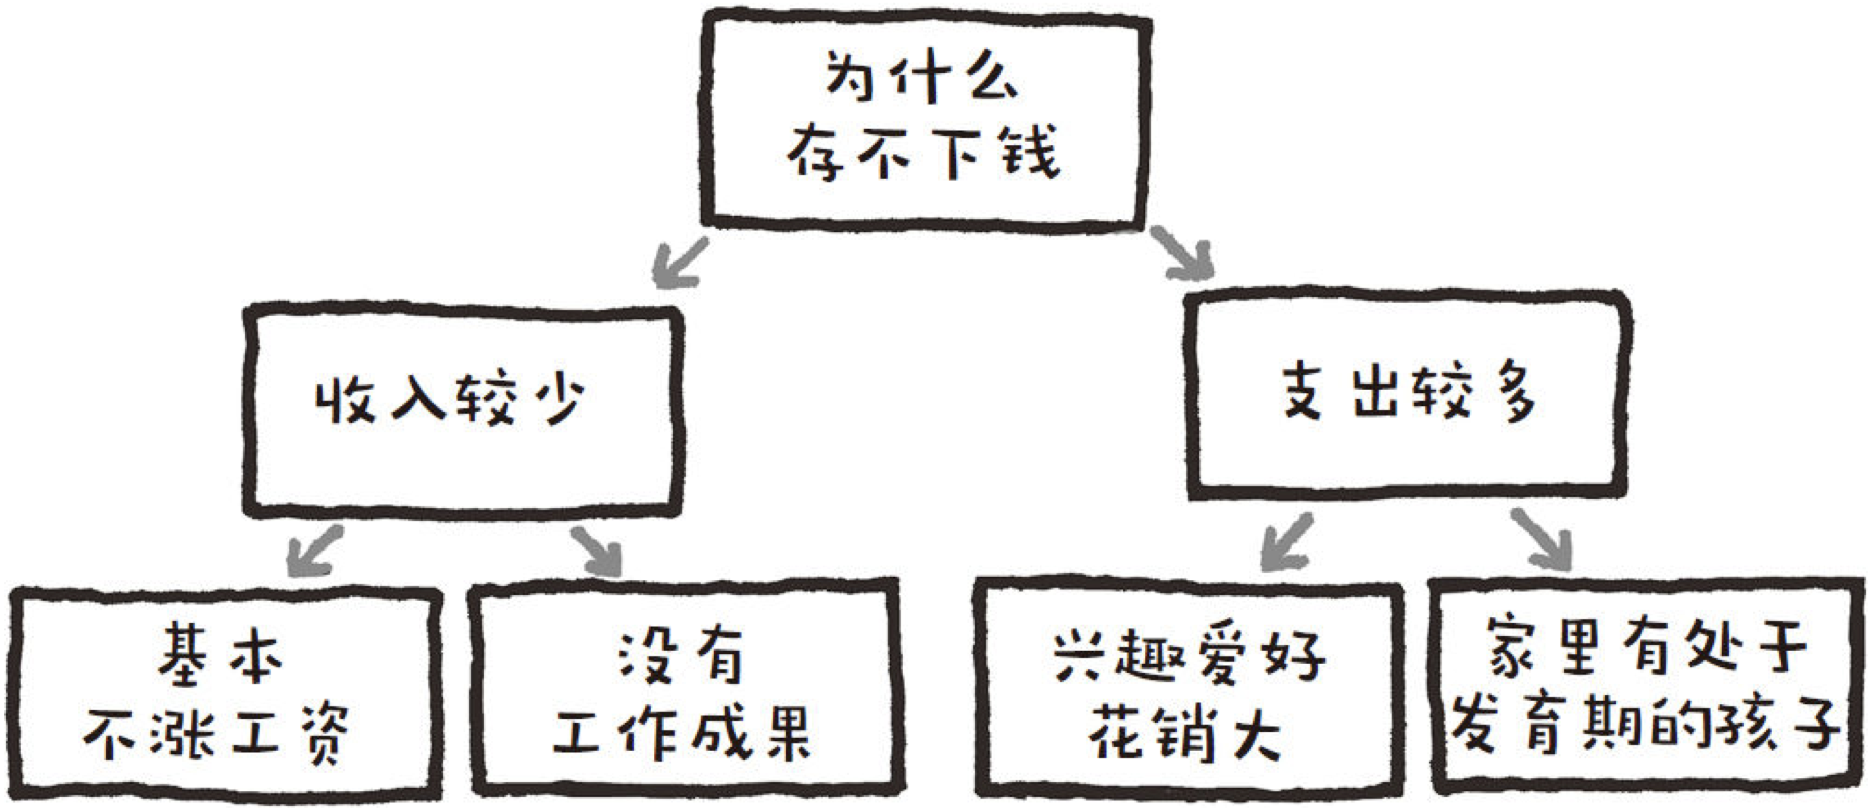 为什么
存不下钱
收入较少
支出较多
基本
不涨工资
没有
工作成果
兴趣爱好
花销大
家里有处于
发育期的孩子